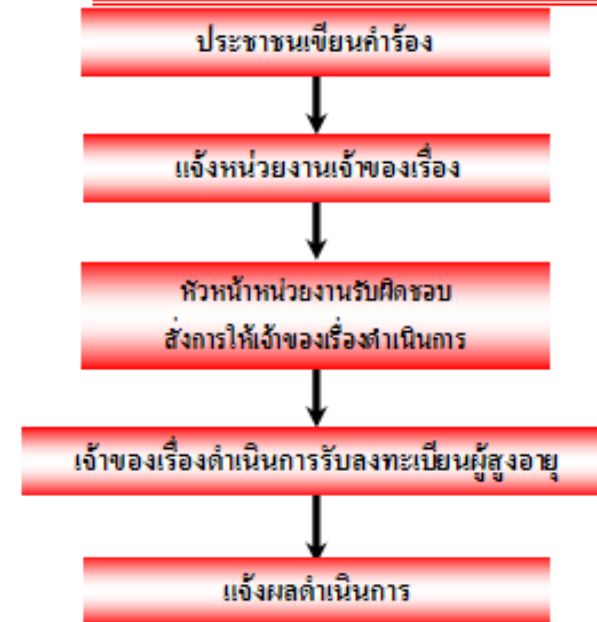 ประชาชนเขียนคำร้อง
แจ้งหน่วยงานเจ้าของเรื่อง
หัวหน้าหน่วยงานรับผิดชอบ
สั่งการให้เจ้าของเรื่องดำเนินการ
เจ้าของเรื่องดำเนินการรับลงทะเบียนผู้สูงอายุ
แจ้งผลดำเนินการ